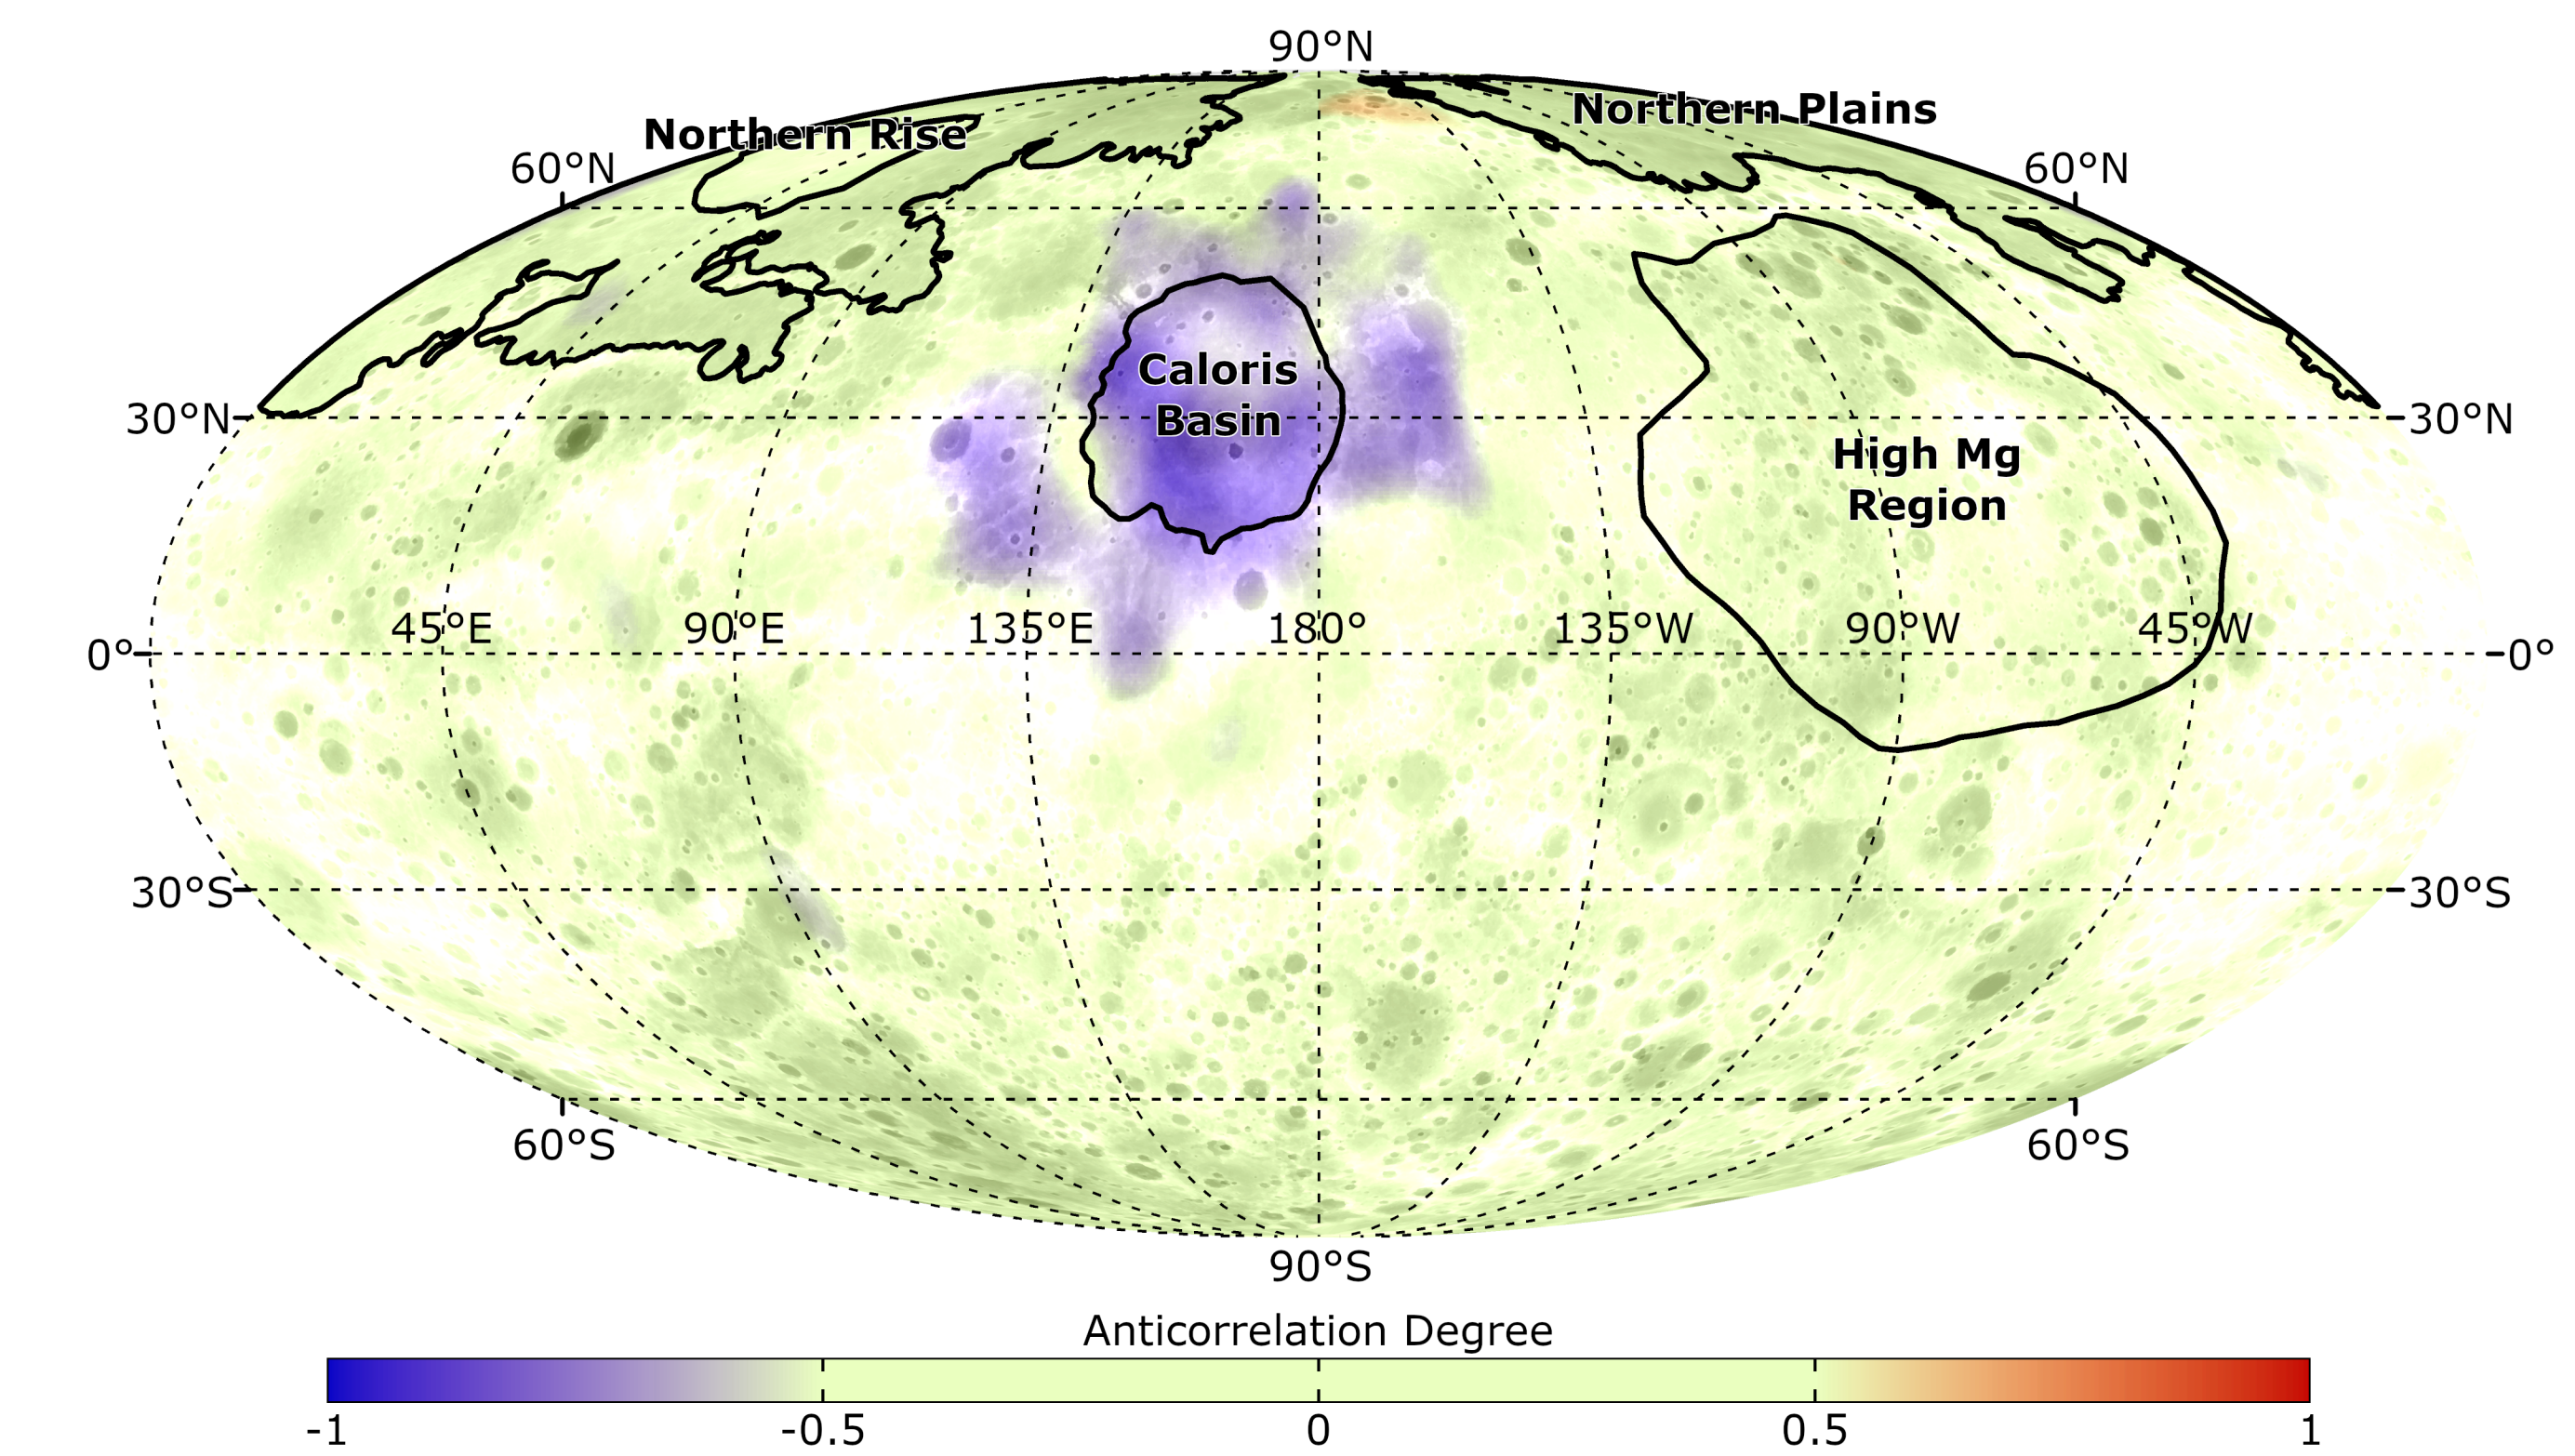 90°N
Northern Rise
Northern Plains
60°N
60°N
Caloris
Basin
30°N
30°N
High Mg
Region
45°E
90°E
135°E
180°
135°W
90°W
45°W
0°
0°
30°S
30°S
60°S
60°S
90°S
Anticorrelation Degree
-1
-0.5
0
0.5
1